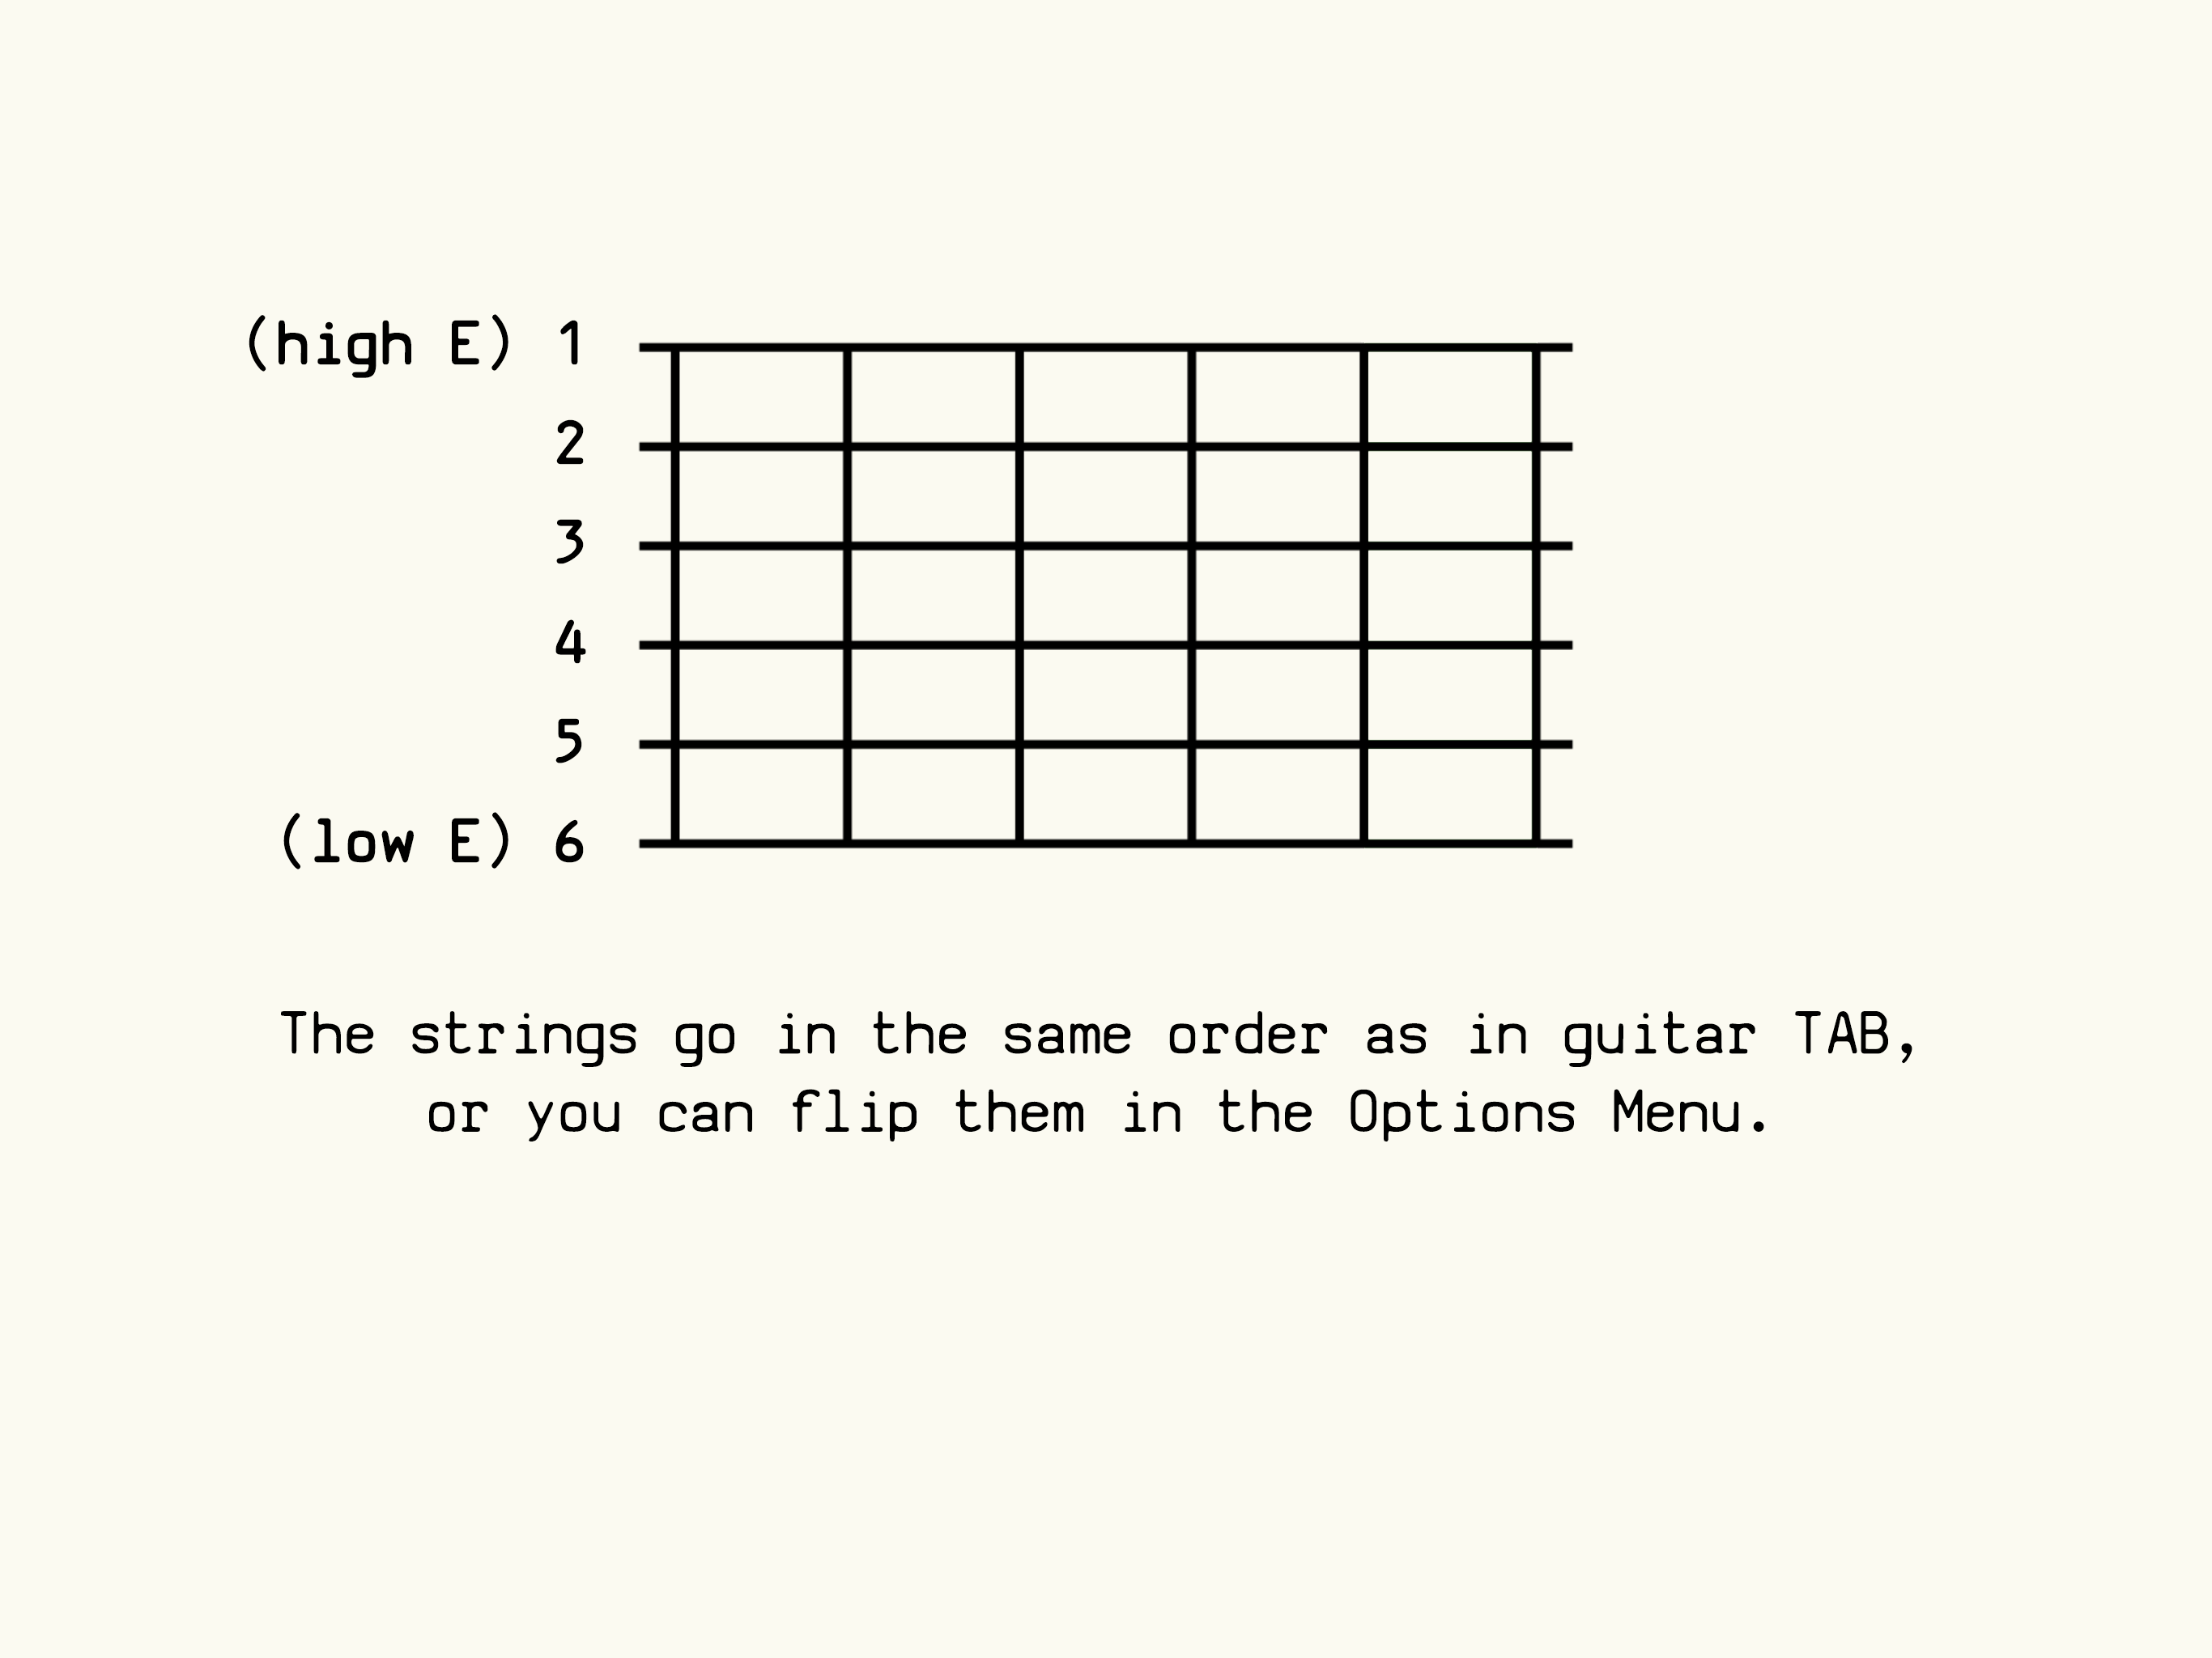 (high E) 1
2
3
4
5
(low E) 6
The strings go in the same order as in guitar TAB,
or you can flip them in the Options Menu.